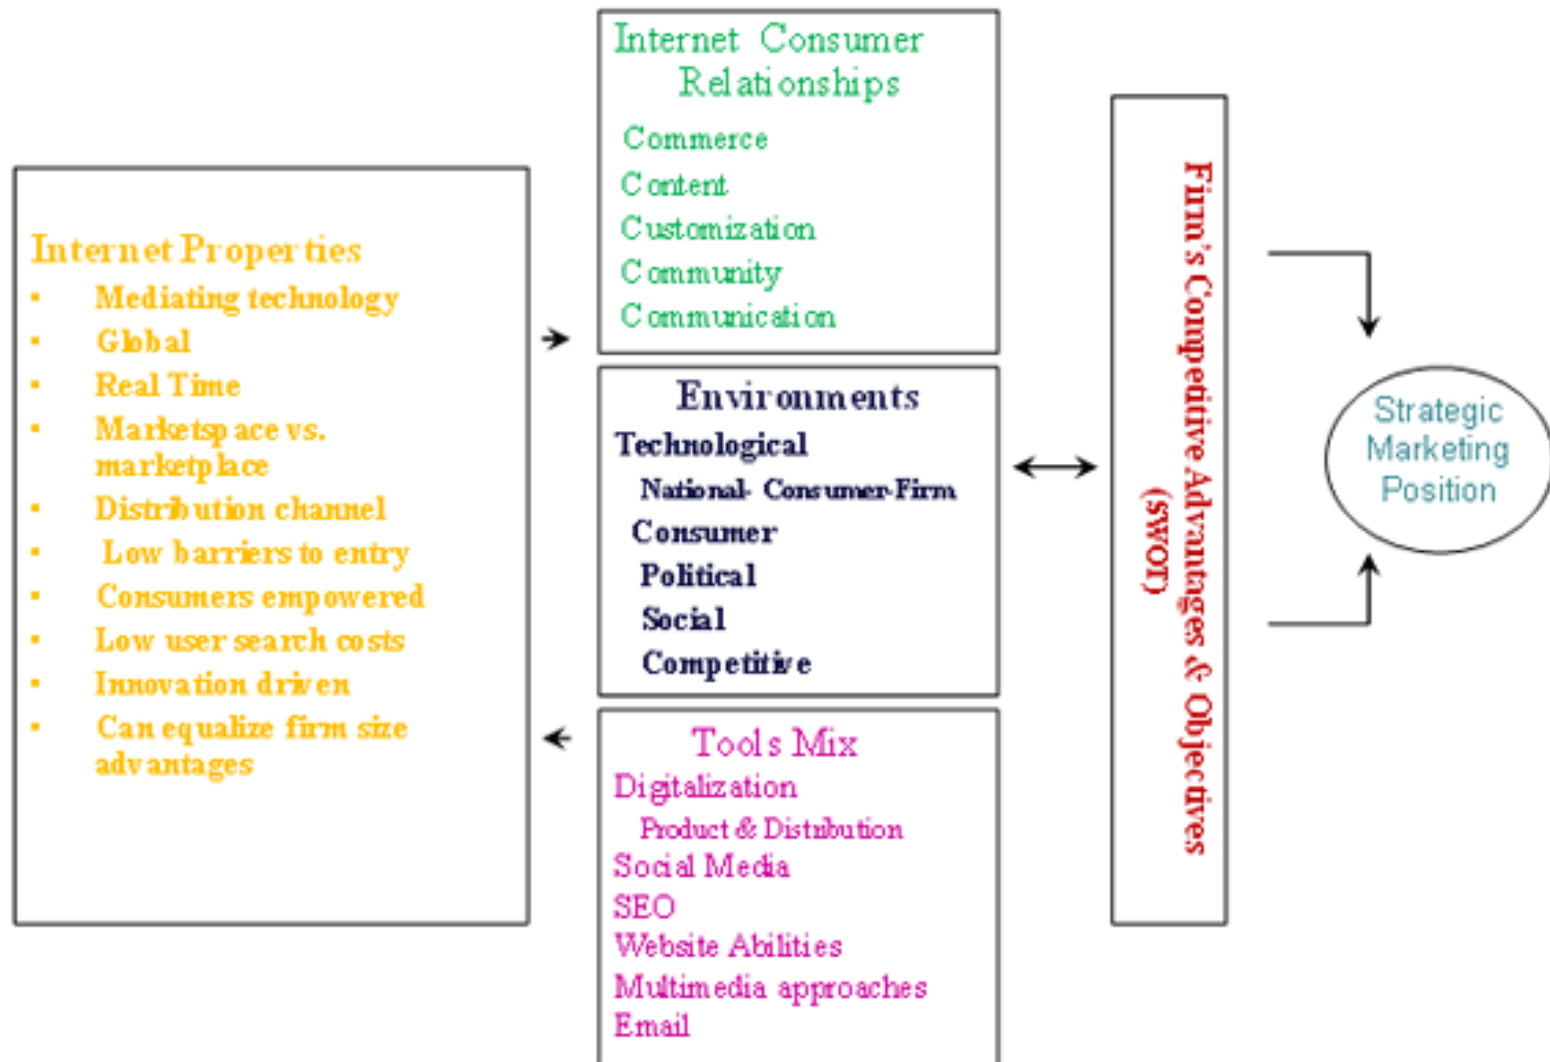 Internet Properties
▪ Mediating technology
▪ Global
▪ Real Time
▪ Marketspace vs.
marketplace
▪ Distribution channel
▪ Low barriers to entry
▪ Consumers empowered
▪ Low user search costs
▪ Innovation driven
▪ Can equalize firm size
advantages
Internet Consumer
Relationships
Commerce
Content
Customization
Community
Communication
Environments
Technological
National- Consumer-Firm
Consumer
Political
Social
Competitive
Tools Mix
Digitalization
Product & Distribution
Social Media
SEO
Website Abilities
Multimedia approaches
Email
Firm's Competitive Advantages & Objectives
(SWOT)
Strategic
Marketing
Position